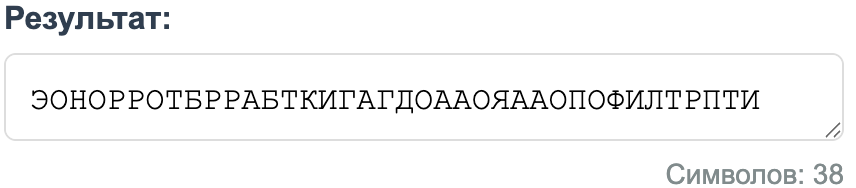 Результат:
ЭОНОРРОТБРРАБТКИГАГДОААОЯААОПОФИЛТРПТИ
Символов: 38